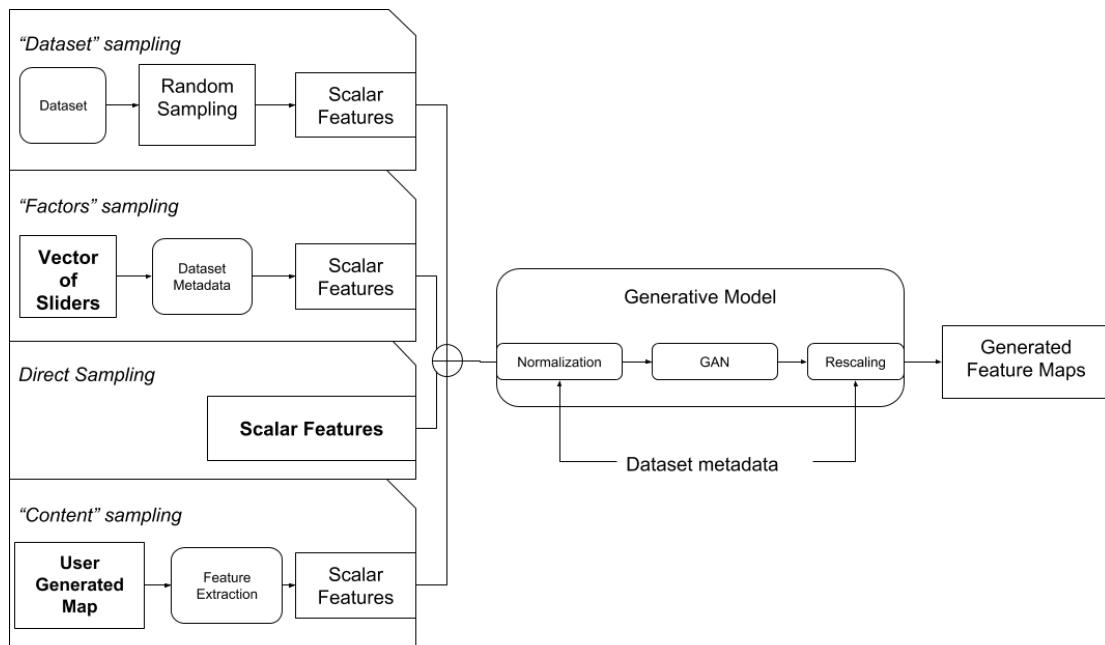 “Dataset” sampling
Dataset
Random
Sampling
Scalar
Features
“Factors” sampling
Vector
of
Sliders
Dataset
Metadata
Scalar
Features
Direct Sampling
Scalar Features
“Content” sampling
User
Generated
Map
Feature
Extraction
Scalar
Features
Generative Model
Normalization
GAN
Rescaling
Dataset metadata
Generated
Feature Maps